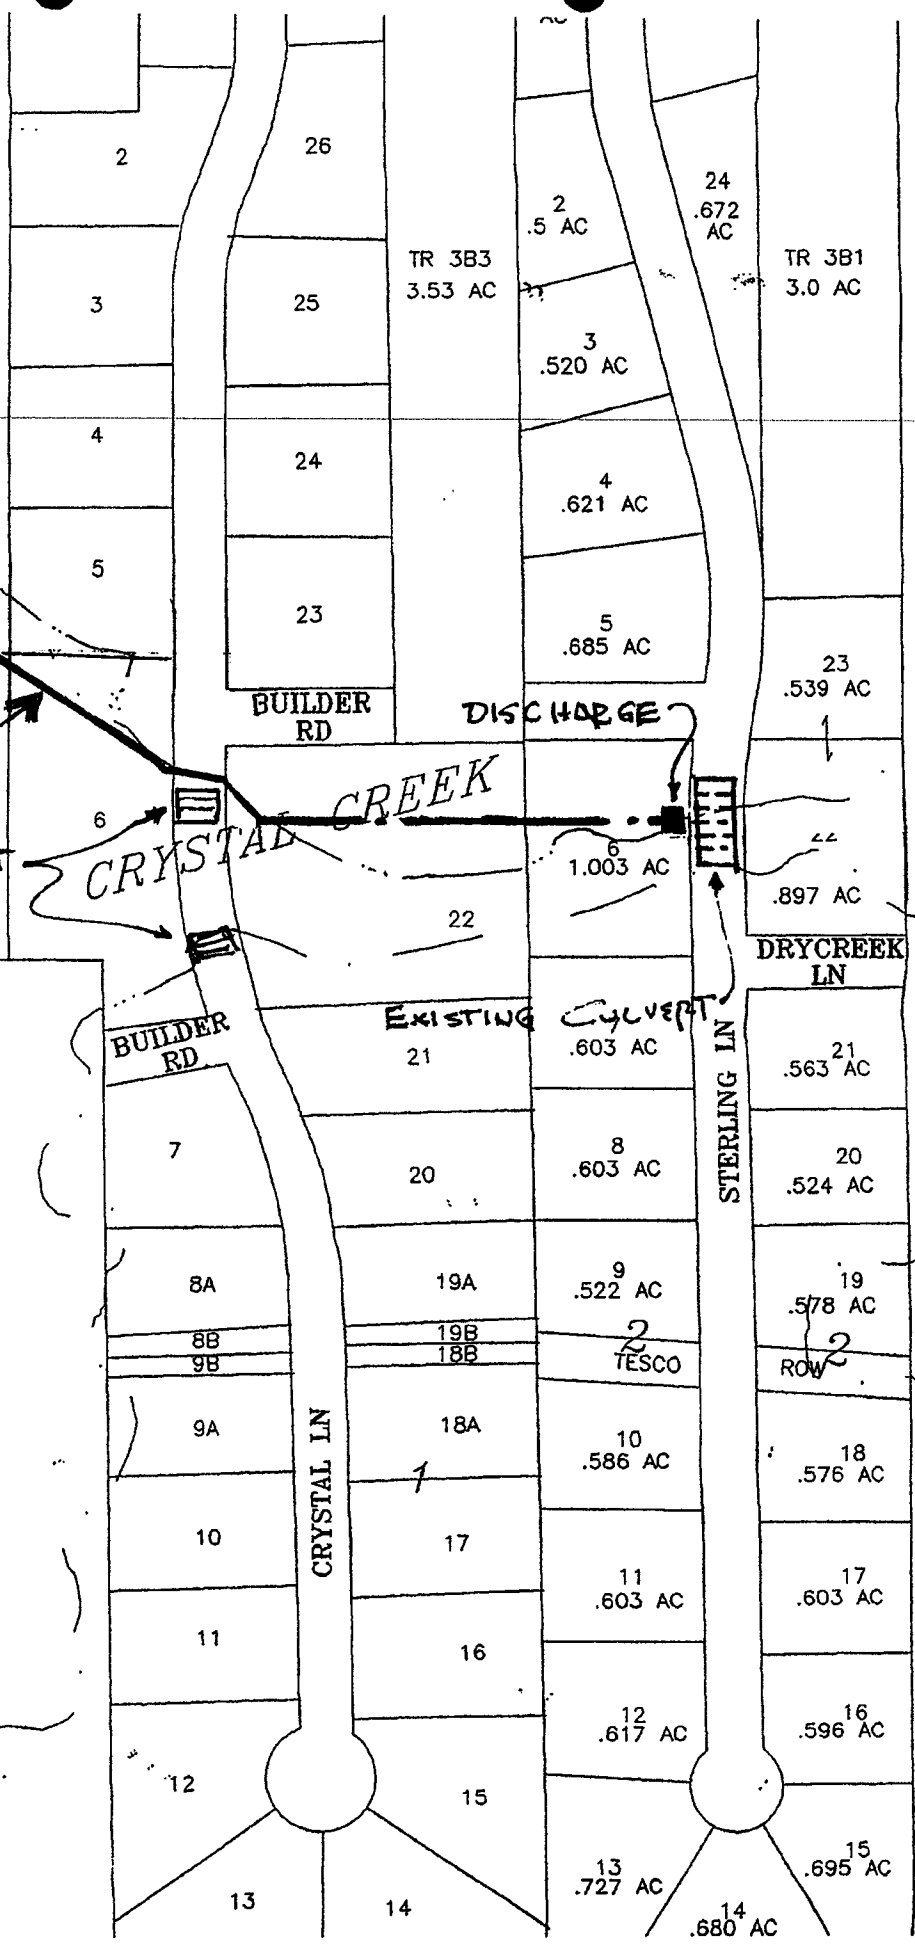 AC
2
26
24
.672
AC
2
.5 AC
TR 3B3
3.53 AC
TR 3B1
3.0 AC
3
25
3
.520 AC
4
24
4
.621 AC
5
23
5
.685 AC
23
.539 AC
1
BUILDER
RD
DISCHARGE
CRYSTAL CREEK
6
6
1.003 AC
22
.897 AC
22
DRYCREEK
LN
EXISTING CULVERT
BUILDER
RD
21
.603 AC
21
.563 AC
STERLING LN
7
20
8
.603 AC
20
.524 AC
8A
19A
9
.522 AC
19
.578 AC
8B
19B
2
2
9B
18B
TESCO
ROW
9A
18A
10
.586 AC
18
.576 AC
CRYSTAL LN
1
10
17
11
.603 AC
17
.603 AC
11
16
12
.617 AC
16
.596 AC
12
15
13
.727 AC
15
.695 AC
13
14
14
.680 AC